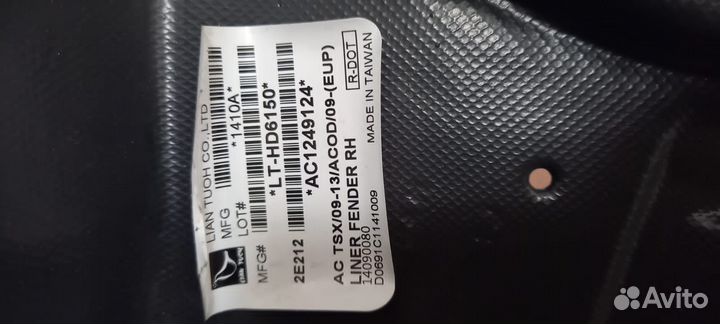 LIAN TUOH CO.,LTD
MFG
LOT#
*1410A*
MFG#
*LT-HD6150*
2E212
*AC1249124*
AC TSX/09-13/ACOD/09-(EUP)
LINER FENDER RH
R-DOT
14090080
D0691C1141009
MADE IN TAIWAN
Avito